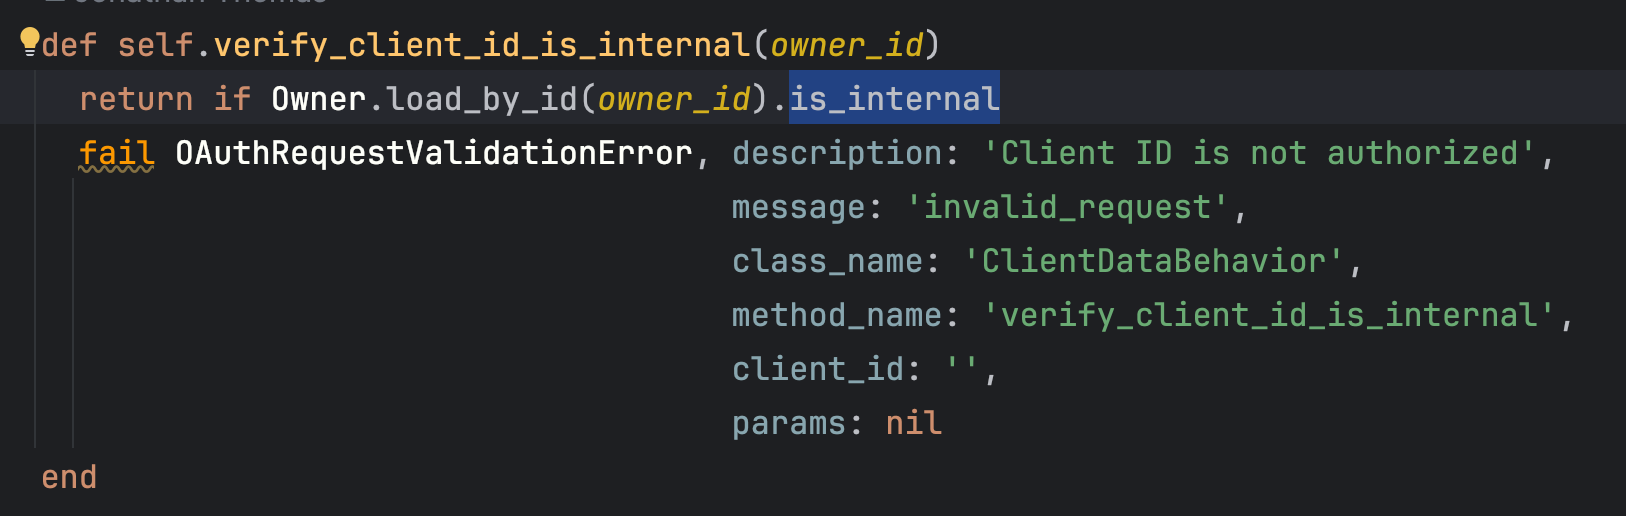 def self.verify_client_id_is_internal(owner_id)
return if Owner.load_by_id(owner_id).is_internal
fail OAuthRequestValidationError, description: 'Client ID is not authorized',
message: 'invalid_request',
class_name: 'ClientDataBehavior',
method_name: 'verify_client_id_is_internal',
client_id: '',
params: nil
end